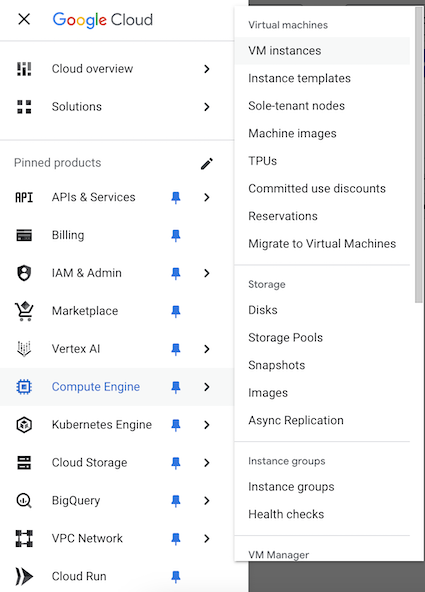 Google Cloud
Cloud overview
Solutions
Pinned products
API APIs & Services
Billing
IAM & Admin
Marketplace
Vertex AI
Compute Engine
Kubernetes Engine
Cloud Storage
BigQuery
VPC Network
Cloud Run
Virtual machines
VM instances
Instance templates
Sole-tenant nodes
Machine images
TPUs
Committed use discounts
Reservations
Migrate to Virtual Machines
Storage
Disks
Storage Pools
Snapshots
Images
Async Replication
Instance groups
Instance groups
Health checks
VM Manager